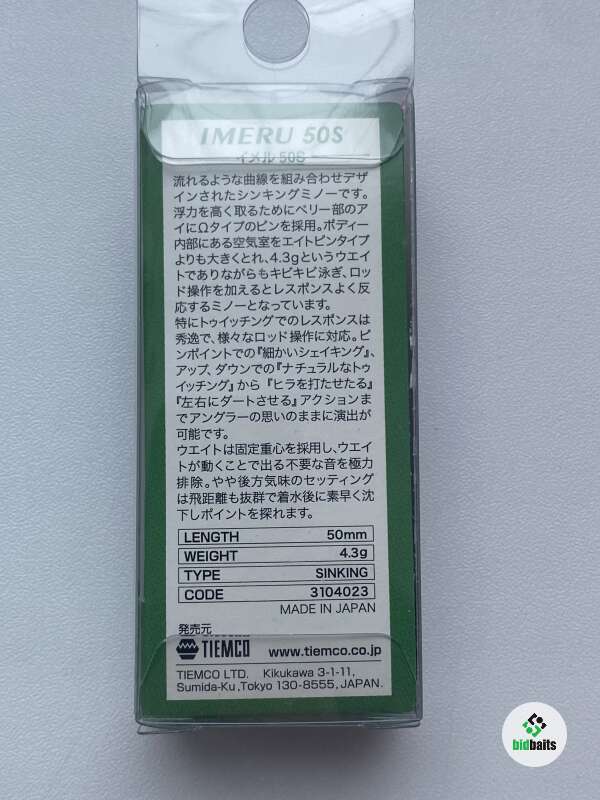 IMERU 50S
イメル 50S
流れるような曲線を組み合わせデザ
インされたシンキングミノーです。
浮力を高く取るためにベリー部のア
イにΩタイプのピンを採用。ボディー
内部にある空気室をエイトピンタイプ
よりも大きくとれ、4.3gというウエイ
トでありながらもキビキビ泳ぎ、ロッ
ド操作を加えるとレスポンスよく反
応するミノーとなっています。
特にトゥイッチングでのレスポンスは
秀逸で、様々なロッド操作に対応。ピ
ンポイントでの『細かいシェイキング』、
アップ、ダウンでの『ナチュラルなトゥ
イッチング』から『ヒラを打たせたる』
『左右にダートさせる』アクションま
でアングラーの思いのままに演出が
可能です。
ウエイトは固定重心を採用し、ウエイ
トが動くことで出る不要な音を極力
排除。やや後方気味のセッティング
は飛距離も抜群で着水後に素早く沈
下しポイントを探れます。
LENGTH 50mm
WEIGHT 4.3g
TYPE SINKING
CODE 3104023
MADE IN JAPAN
発売元
TIEMCO www.tiemco.co.jp
TIEMCO LTD. Kikukawa 3-1-11,
Sumida-Ku, Tokyo 130-8555, JAPAN.
bidbaits